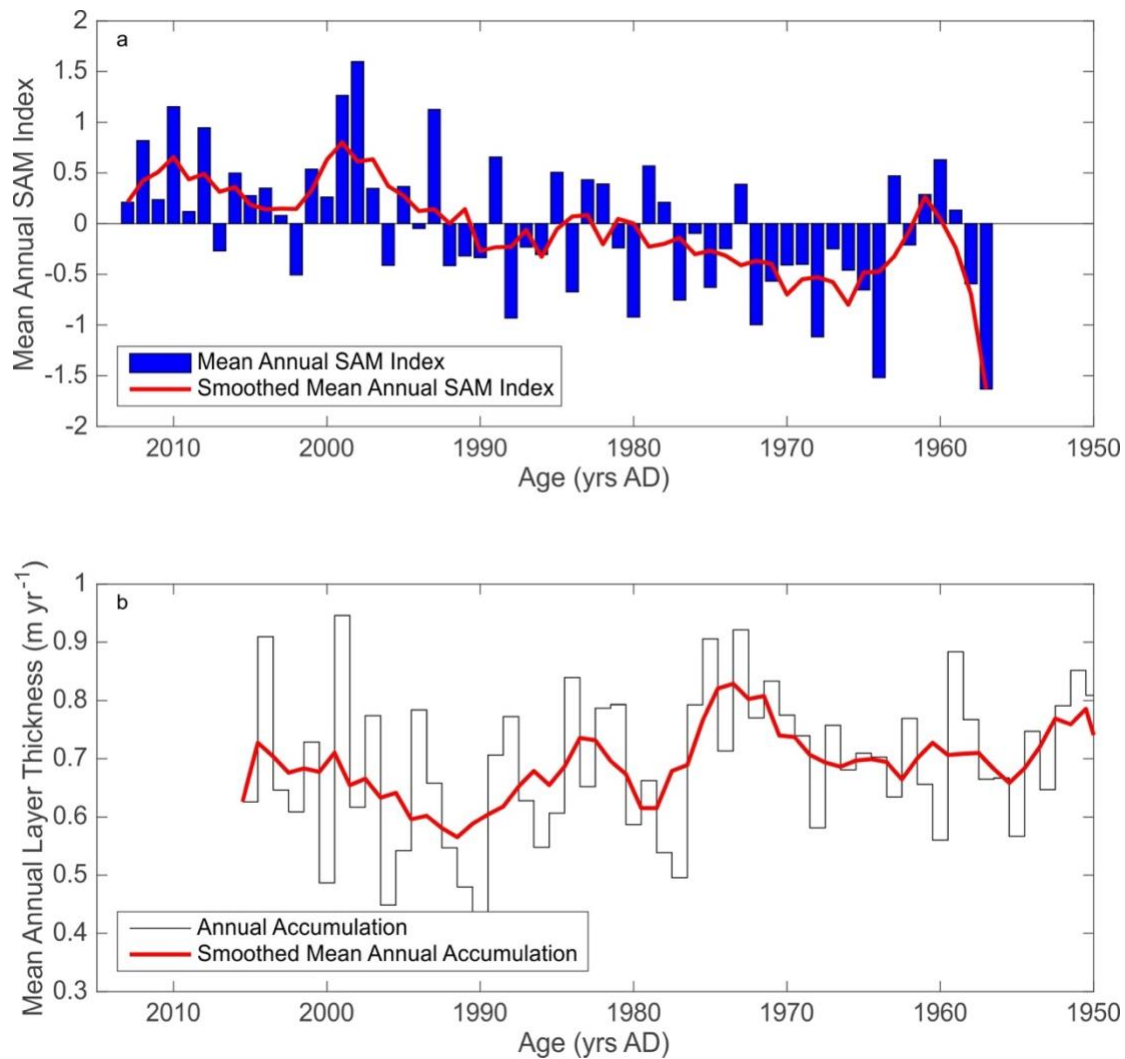 a
2
1.5
1
0.5
0
-0.5
-1
-1.5
-2
Mean Annual SAM Index
Mean Annual SAM Index
Smoothed Mean Annual SAM Index
2010 2000 1990 1980 1970 1960 1950
Age (yrs AD)
b
1
0.9
0.8
0.7
0.6
0.5
0.4
0.3
Mean Annual Layer Thickness (m yr-1)
Annual Accumulation
Smoothed Mean Annual Accumulation
2010 2000 1990 1980 1970 1960 1950
Age (yrs AD)